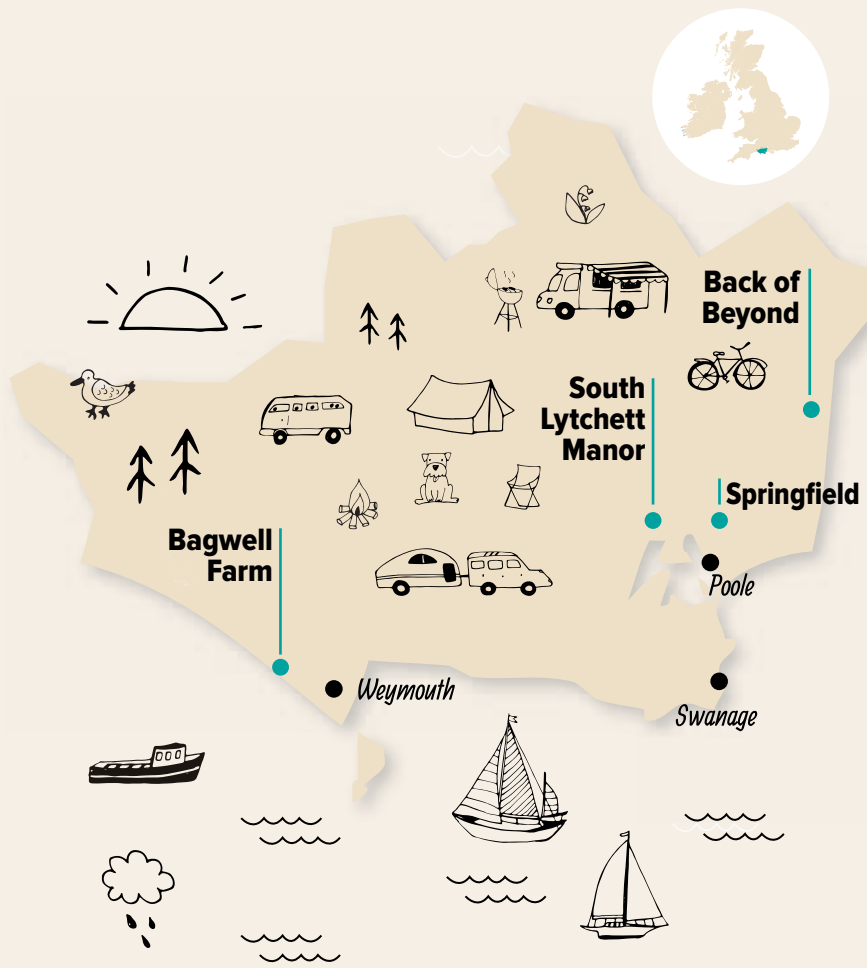 Back of
Beyond
South
Lytchett
Manor
Springfield
Bagwell
Farm
Poole
Weymouth
Swanage